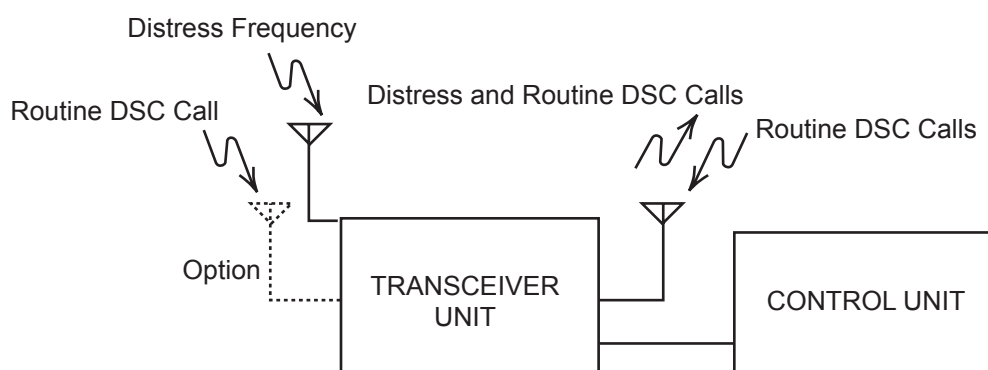 Distress Frequency
Routine DSC Call
Distress and Routine DSC Calls
Routine DSC Calls
Option
TRANSCEIVER
UNIT
CONTROL UNIT